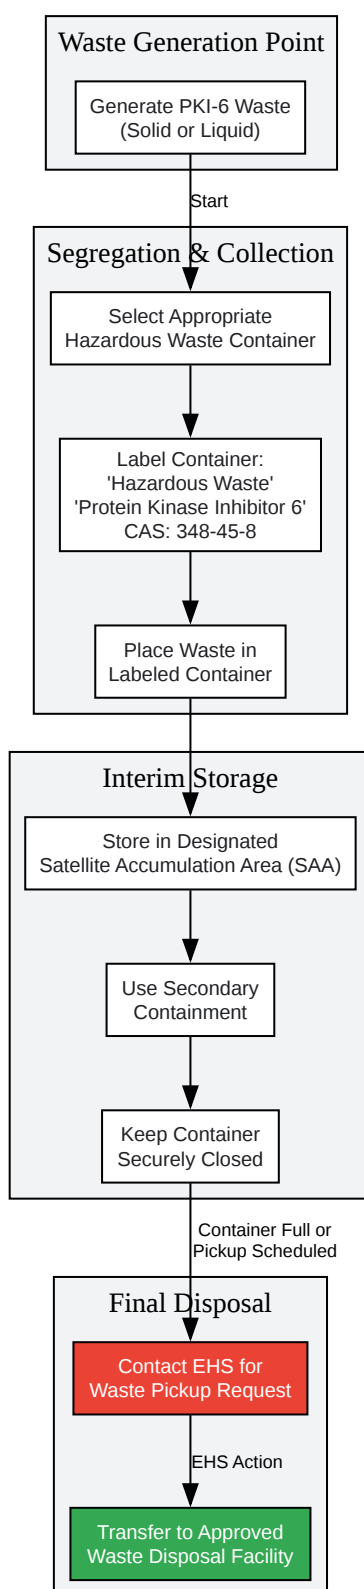 Waste Generation Point
Generate PKI-6 Waste
(Solid or Liquid)
Start
Segregation & Collection
Select Appropriate
Hazardous Waste Container
Label Container:
'Hazardous Waste'
'Protein Kinase Inhibitor 6'
CAS: 348-45-8
Place Waste in
Labeled Container
Interim Storage
Store in Designated
Satellite Accumulation Area (SAA)
Use Secondary
Containment
Keep Container
Securely Closed
Container Full or
Pickup Scheduled
Final Disposal
Contact EHS for
Waste Pickup Request
EHS Action
Transfer to Approved
Waste Disposal Facility